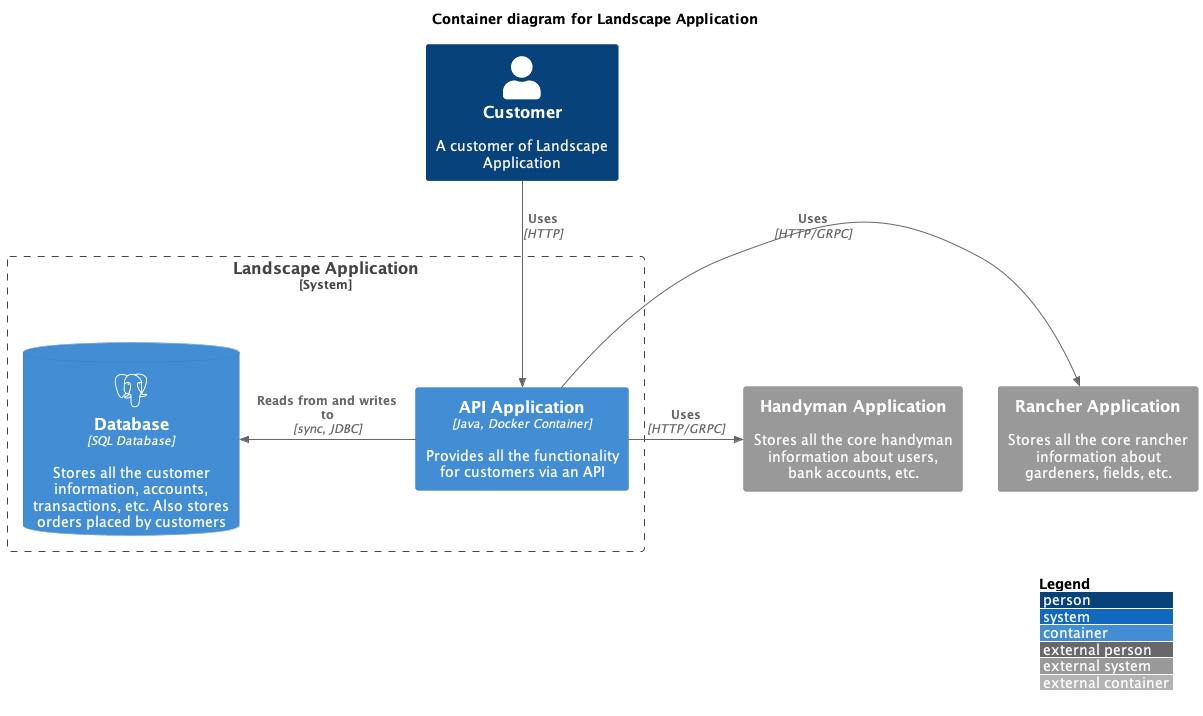 Container diagram for Landscape Application
Customer
A customer of Landscape
Application
Uses
[HTTP]
Uses
[HTTP/GRPC]
Landscape Application
[System]
Database
[SQL Database]
Stores all the customer
information, accounts,
transactions, etc. Also stores
orders placed by customers
Reads from and writes
to
[sync, JDBC]
API Application
[Java, Docker Container]
Provides all the functionality
for customers via an API
Uses
[HTTP/GRPC]
Handyman Application
Stores all the core handyman
information about users,
bank accounts, etc.
Rancher Application
Stores all the core rancher
information about
gardeners, fields, etc.
Legend
person
system
container
external person
external system
external container